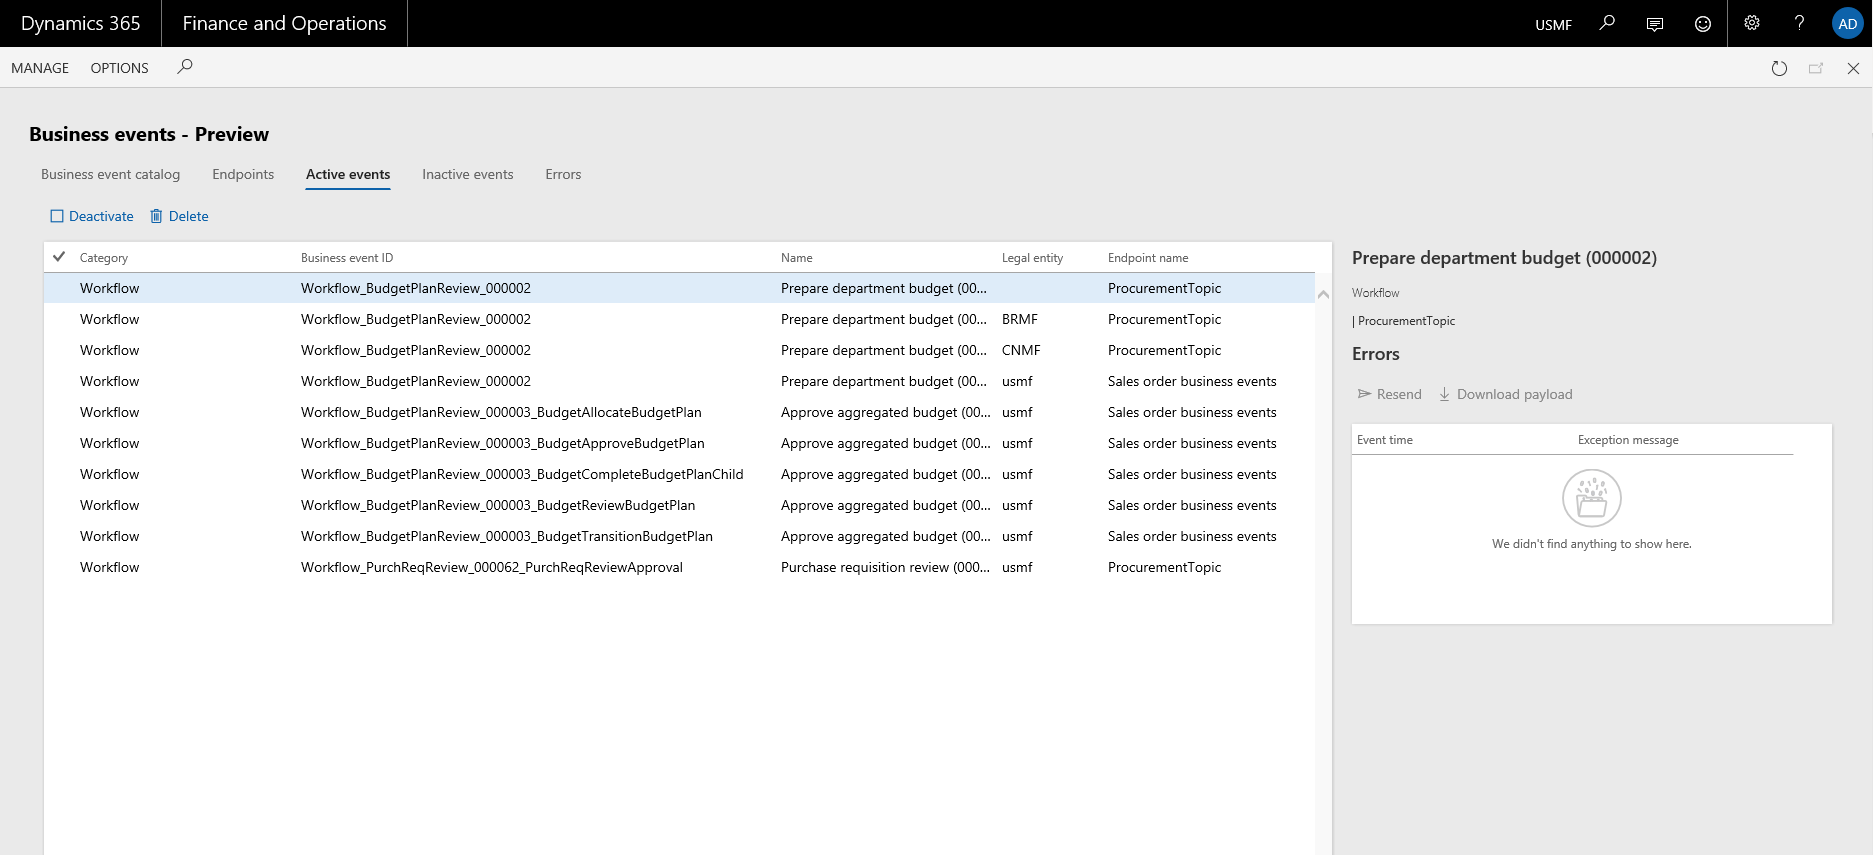 Dynamics 365 Finance and Operations USMF ? AD
MANAGE OPTIONS
Business events - Preview
Business event catalog Endpoints Active events Inactive events Errors
Deactivate Delete
Category Business event ID Name Legal entity Endpoint name
Workflow Workflow_BudgetPlanReview_000002 Prepare department budget (00... ProcurementTopic
Workflow Workflow_BudgetPlanReview_000002 Prepare department budget (00... BRMF ProcurementTopic
Workflow Workflow_BudgetPlanReview_000002 Prepare department budget (00... CNMF ProcurementTopic
Workflow Workflow_BudgetPlanReview_000002 Prepare department budget (00... usmf Sales order business events
Workflow Workflow_BudgetPlanReview_000003_BudgetAllocateBudgetPlan Approve aggregated budget (00... usmf Sales order business events
Workflow Workflow_BudgetPlanReview_000003_BudgetApproveBudgetPlan Approve aggregated budget (00... usmf Sales order business events
Workflow Workflow_BudgetPlanReview_000003_BudgetCompleteBudgetPlanChild Approve aggregated budget (00... usmf Sales order business events
Workflow Workflow_BudgetPlanReview_000003_BudgetReviewBudgetPlan Approve aggregated budget (00... usmf Sales order business events
Workflow Workflow_BudgetPlanReview_000003_BudgetTransitionBudgetPlan Approve aggregated budget (00... usmf Sales order business events
Workflow Workflow_PurchReqReview_000062_PurchReqReviewApproval Purchase requisition review (000... usmf ProcurementTopic
Prepare department budget (000002)
Workflow
| ProcurementTopic
Errors
Resend Download payload
Event time Exception message
We didn't find anything to show here.